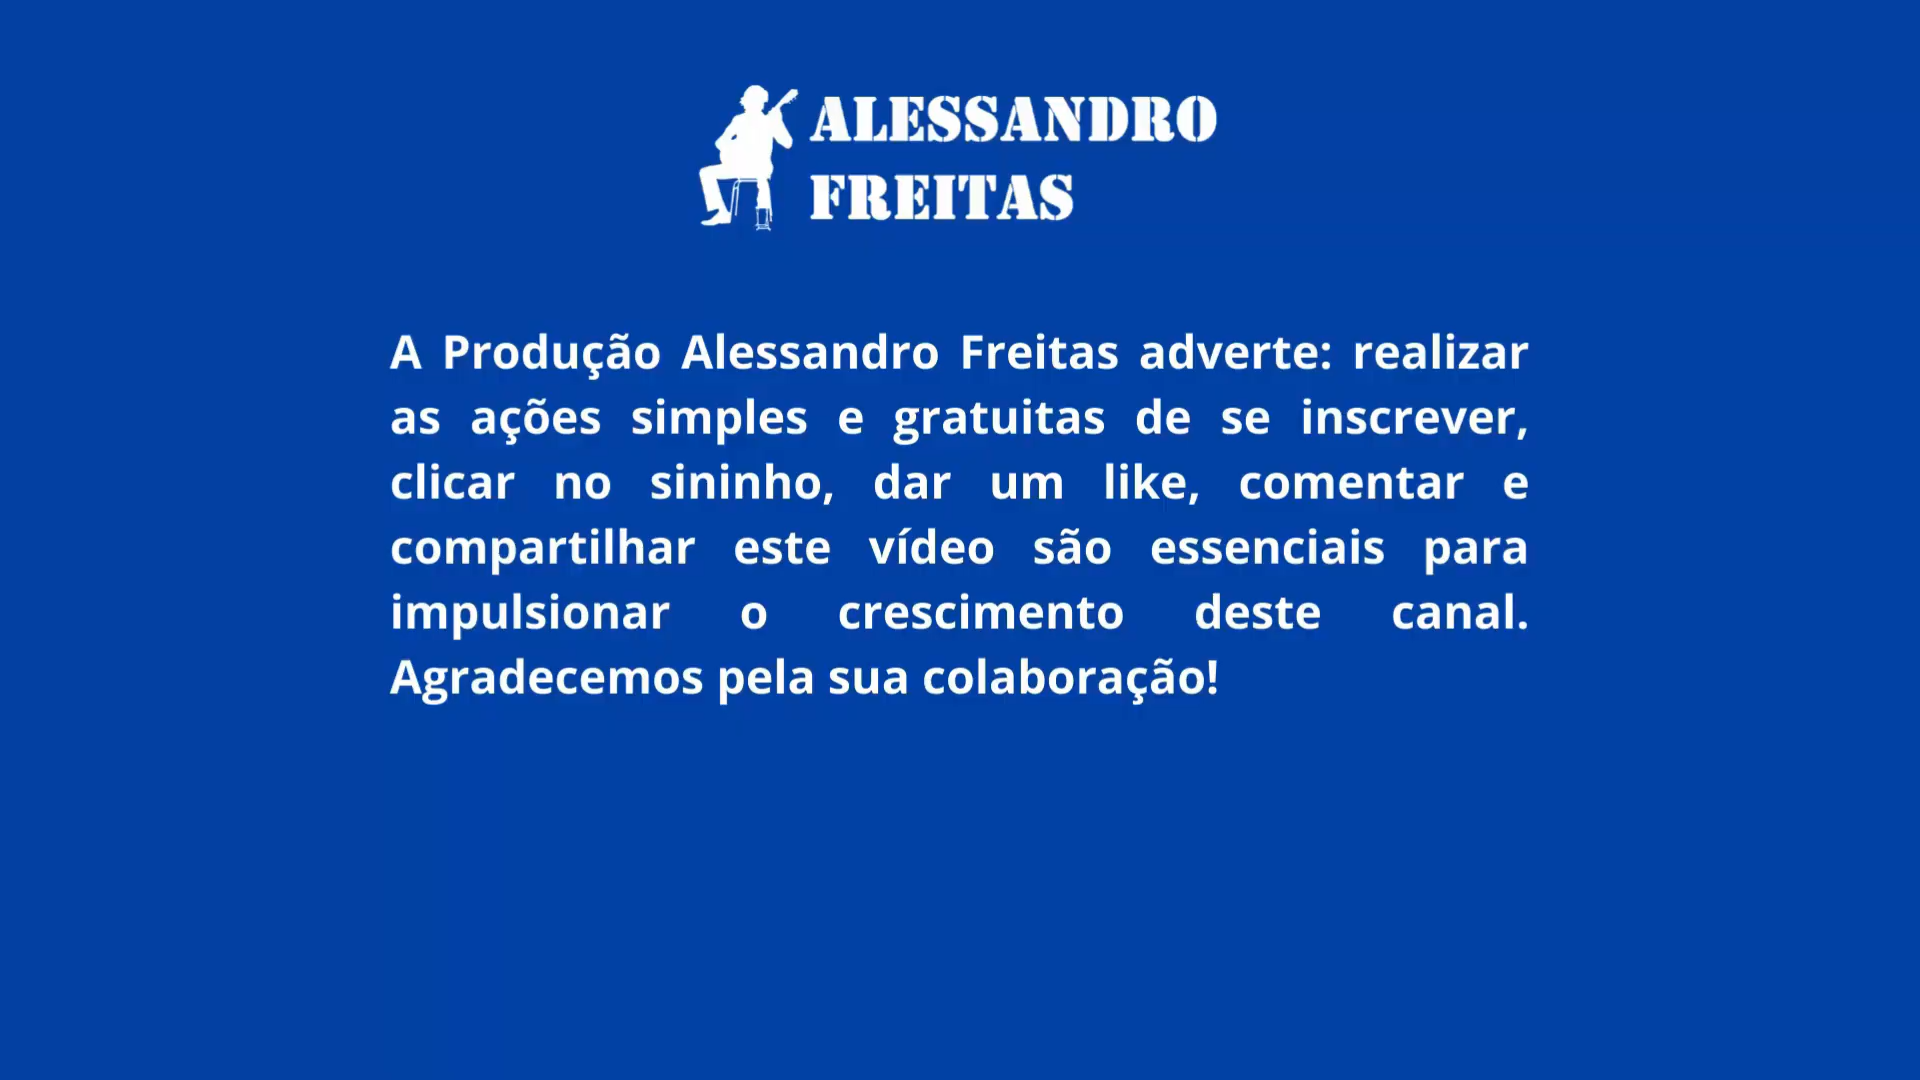 ALESSANDRO
FREITAS
A Produção Alessandro Freitas adverte: realizar
as ações simples e gratuitas de se inscrever,
clicar no sininho, dar um like, comentar e
compartilhar este vídeo são essenciais para
impulsionar o crescimento deste canal.
Agradecemos pela sua colaboração!